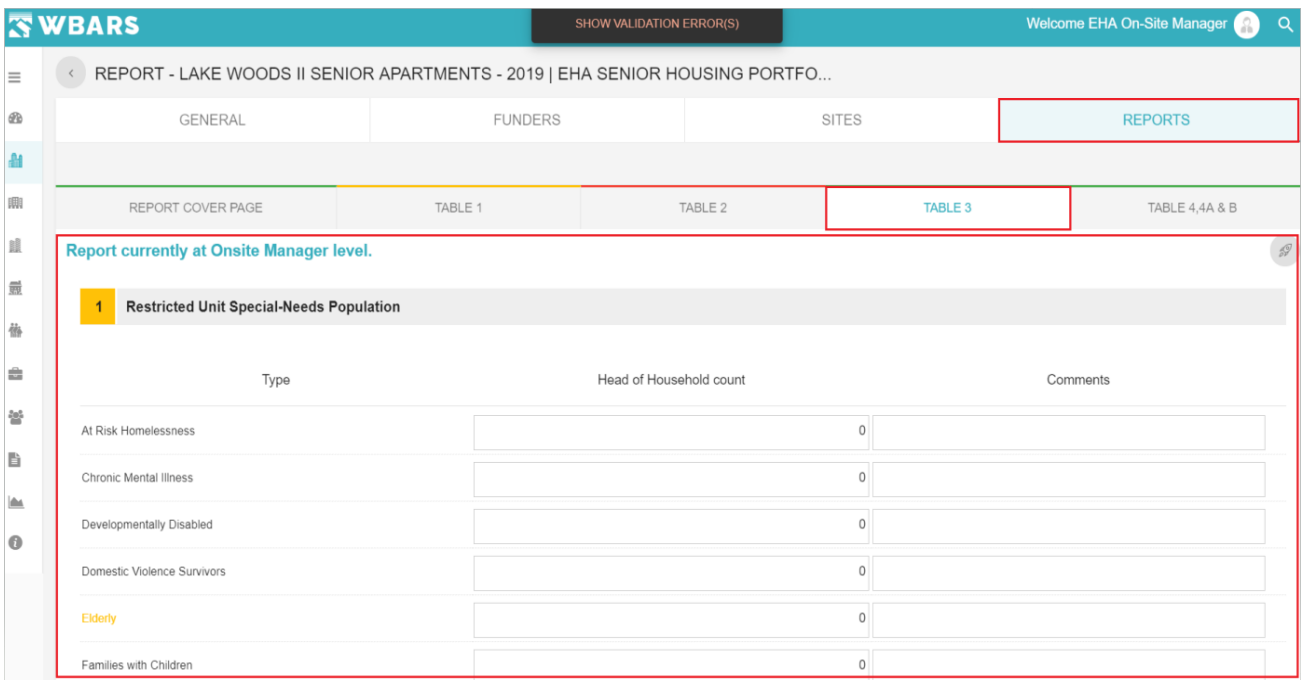 WBARS
SHOW VALIDATION ERROR(S)
Welcome EHA On-Site Manager
REPORT - LAKE WOODS II SENIOR APARTMENTS - 2019 | EHA SENIOR HOUSING PORTFO...
GENERAL FUNDERS SITES REPORTS
REPORT COVER PAGE TABLE 1 TABLE 2 TABLE 3 TABLE 4,4A & B
Report currently at Onsite Manager level.
1 Restricted Unit Special-Needs Population
Type Head of Household count Comments
At Risk Homelessness 0
Chronic Mental Illness 0
Developmentally Disabled 0
Domestic Violence Survivors 0
Elderly 0
Families with Children 0